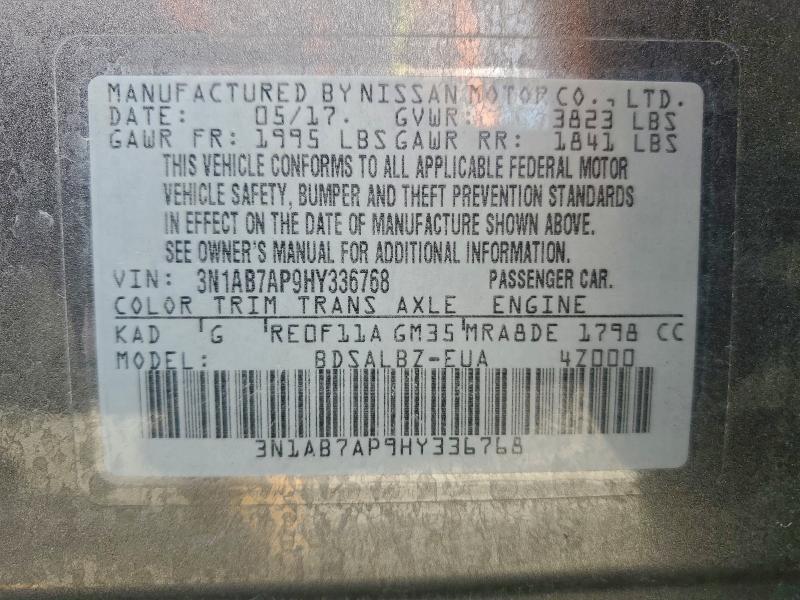 MANUFACTURED BY NISSAN MOTOR CO., LTD.
DATE: 05/17. GVWR: 3823 LBS
GAWR FR: 1995 LBS GAWR RR: 1841 LBS
THIS VEHICLE CONFORMS TO ALL APPLICABLE FEDERAL MOTOR
VEHICLE SAFETY, BUMPER AND THEFT PREVENTION STANDARDS
IN EFFECT ON THE DATE OF MANUFACTURE SHOWN ABOVE.
SEE OWNER'S MANUAL FOR ADDITIONAL INFORMATION.
VIN: 3N1AB7AP9HY336768 PASSENGER CAR.
COLOR TRIM TRANS AXLE ENGINE
KAD G RE0F11A GM35 MRA8DE 1798 CC
MODEL: BDSALBZ-EUA 4Z000
3N1AB7AP9HY336768